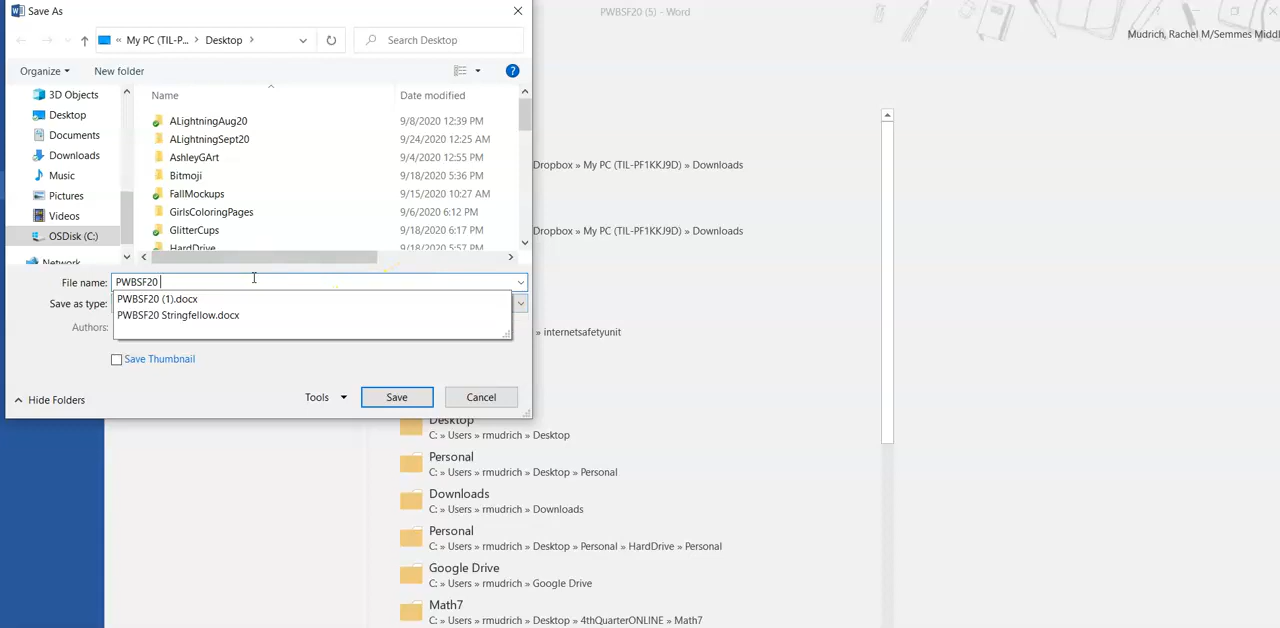 Save As
PWBSF20 (5) - Word
Mudrich, Rachel M/Semmes Middl
« My PC (TIL-P... > Desktop >
Search Desktop
Organize
New folder
3D Objects
Desktop
Documents
Downloads
Music
Pictures
Videos
OSDisk (C:)
Network
Name Date modified
ALightningAug20 9/8/2020 12:39 PM
ALightningSept20 9/24/2020 12:25 AM
AshleyGArt 9/4/2020 12:55 PM
Bitmoji 9/18/2020 5:36 PM
FallMockups 9/15/2020 10:27 AM
GirlsColoringPages 9/6/2020 6:12 PM
GlitterCups 9/18/2020 6:17 PM
HardDrive 9/18/2020 5:57 PM
File name: PWBSF20
Save as type:
PWBSF20 (1).docx
PWBSF20 Stringfellow.docx
Authors:
Save Thumbnail
Hide Folders
Tools
Save
Cancel
Dropbox » My PC (TIL-PF1KKJ9D) » Downloads
Dropbox » My PC (TIL-PF1KKJ9D) » Downloads
» internetsafetyunit
Desktop
C: » Users » rmudrich » Desktop
Personal
C: » Users » rmudrich » Desktop » Personal
Downloads
C: » Users » rmudrich » Downloads
Personal
C: » Users » rmudrich » Desktop » Personal » HardDrive » Personal
Google Drive
C: » Users » rmudrich » Google Drive
Math7
C: » Users » rmudrich » Desktop » 4thQuarterONLINE » Math7